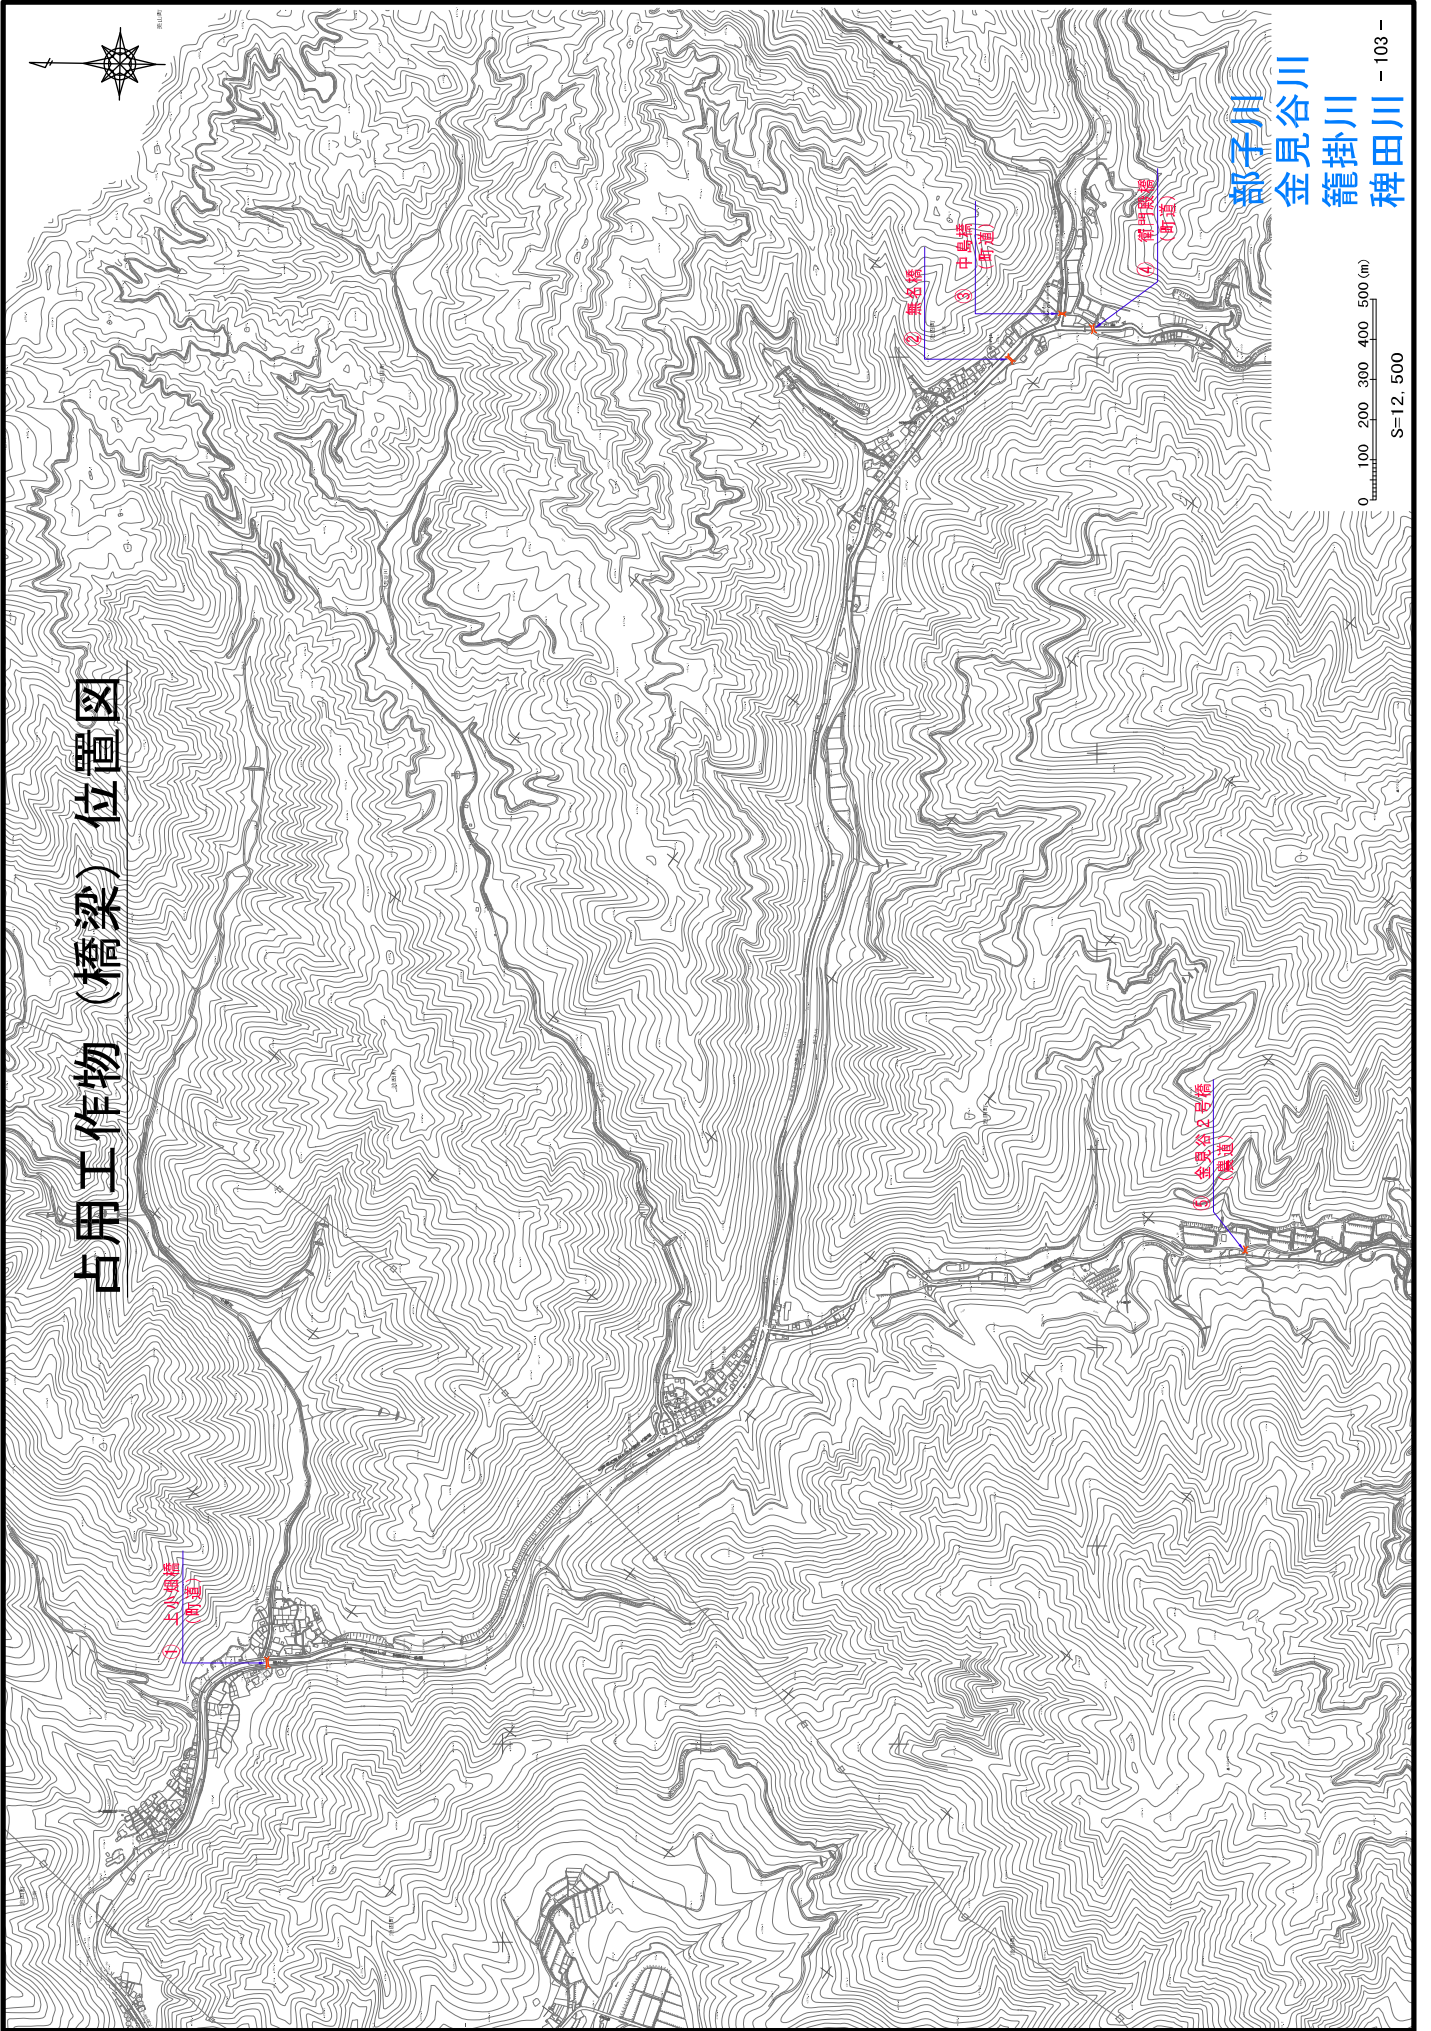 占用工作物（橋梁）位置図
① 上小畑橋
（町道）
② 無名橋
③ 中島橋
（町道）
④ 衛門殿橋
（町道）
⑤ 金見谷２号橋
（農道）
部子川
金見谷川
籠掛川
稗田川
0 100 200 300 400 500(m)
S=12,500
－103－